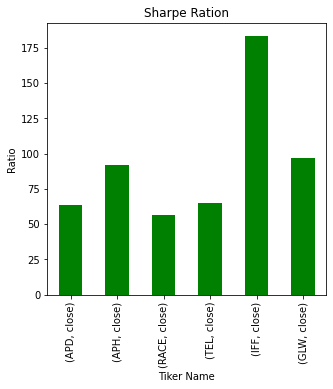 Sharpe Ration
175
150
125
100
75
50
25
0
Ratio
(APD, close)
(APH, close)
(RACE, close)
(TEL, close)
(IFF, close)
(GLW, close)
Tiker Name